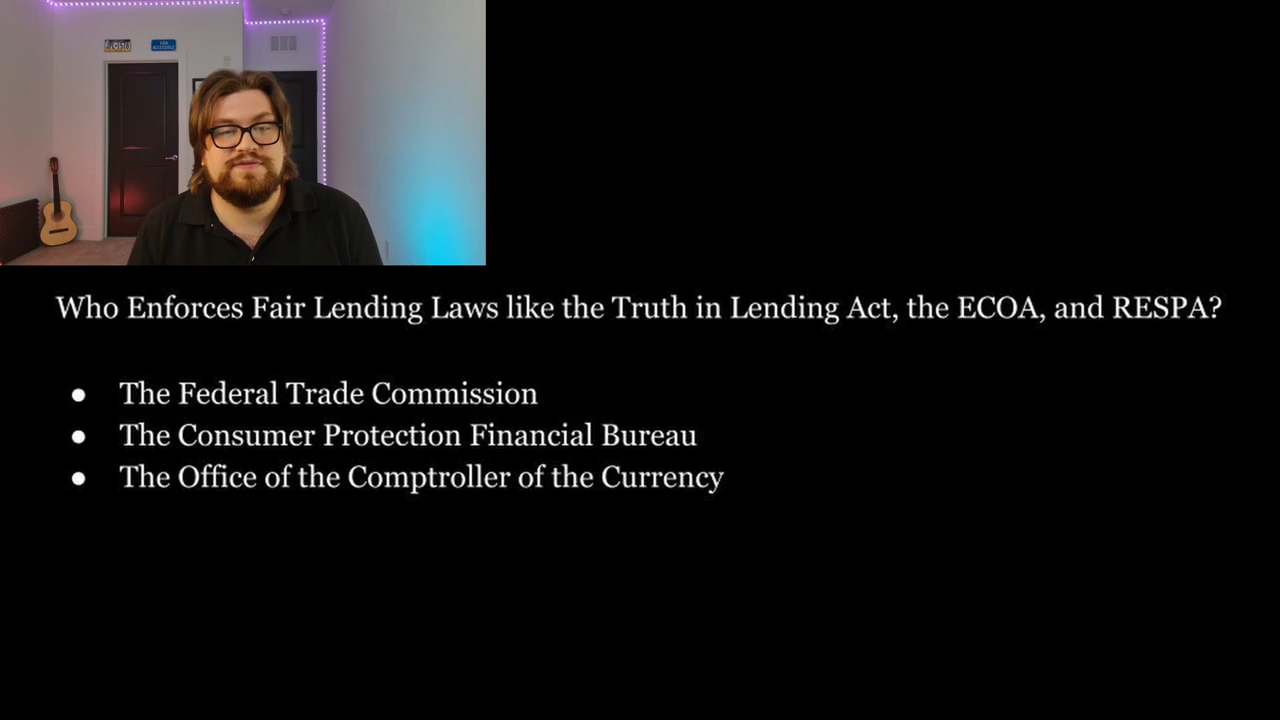 Who Enforces Fair Lending Laws like the Truth in Lending Act, the ECOA, and RESPA?
● The Federal Trade Commission
● The Consumer Protection Financial Bureau
● The Office of the Comptroller of the Currency